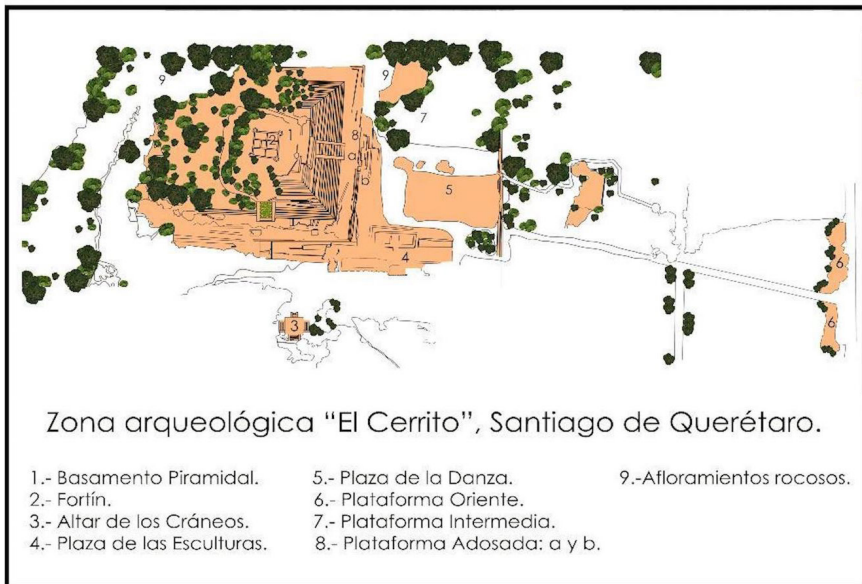 9
9
7
2
1
8
a
b
5
4
6
6
3
Zona arqueológica “El Cerrito”, Santiago de Querétaro.
1.- Basamento Piramidal.
2.- Fortín.
3.- Altar de los Cráneos.
4.- Plaza de las Esculturas.
5.- Plaza de la Danza.
6.- Plataforma Oriente.
7.- Plataforma Intermedia.
8.- Plataforma Adosada: a y b.
9.-Afloramientos rocosos.